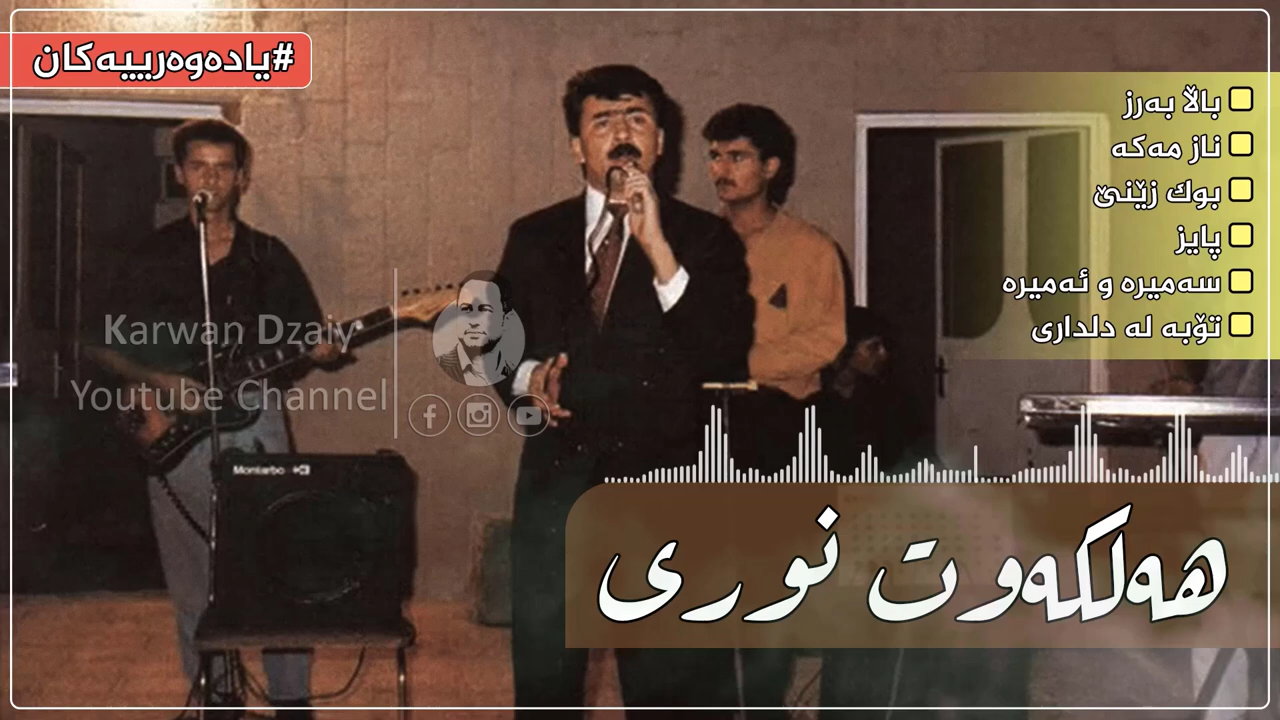 #یادەوەرییەکان
باڵا بەرز
ناز مەکە
بوك زێنێ
پایز
سەمیرە و ئەمیرە
تۆبە لە دلداری
Karwan Dzaiy
Youtube Channel
Montarbo
هەلکەوت نوری